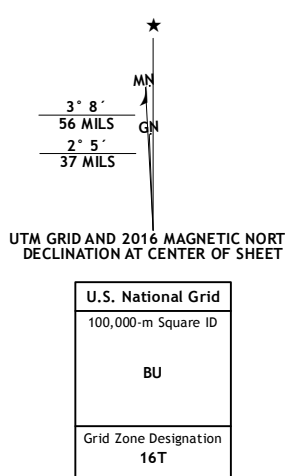 MN
3° 8´
56 MILS
GN
2° 5´
37 MILS
UTM GRID AND 2016 MAGNETIC NORT
DECLINATION AT CENTER OF SHEET
U.S. National Grid
100,000-m Square ID
BU
Grid Zone Designation
16T